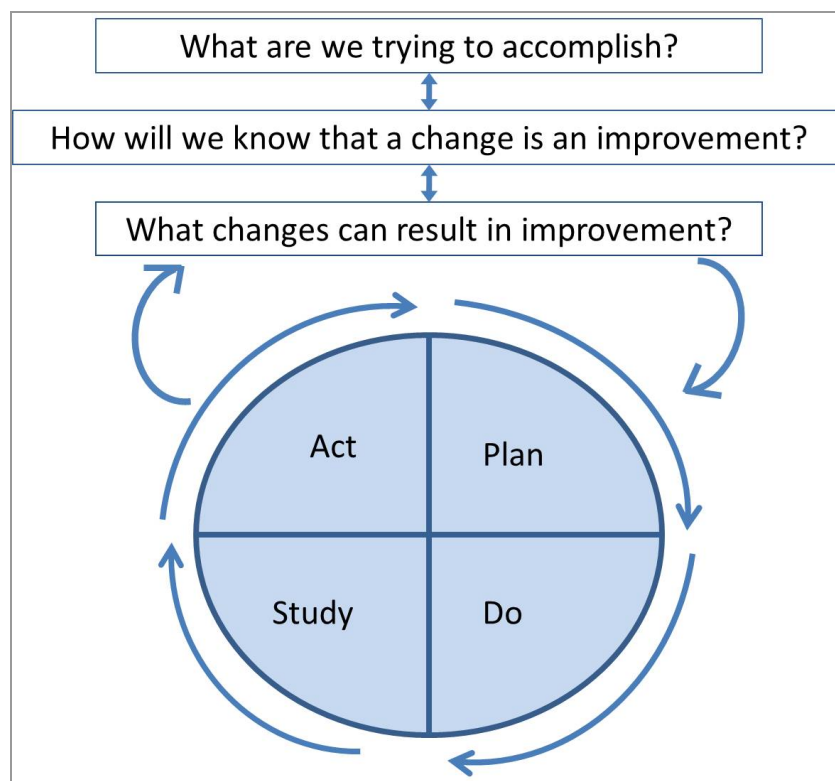 What are we trying to accomplish?
How will we know that a change is an improvement?
What changes can result in improvement?
Act
Plan
Study
Do